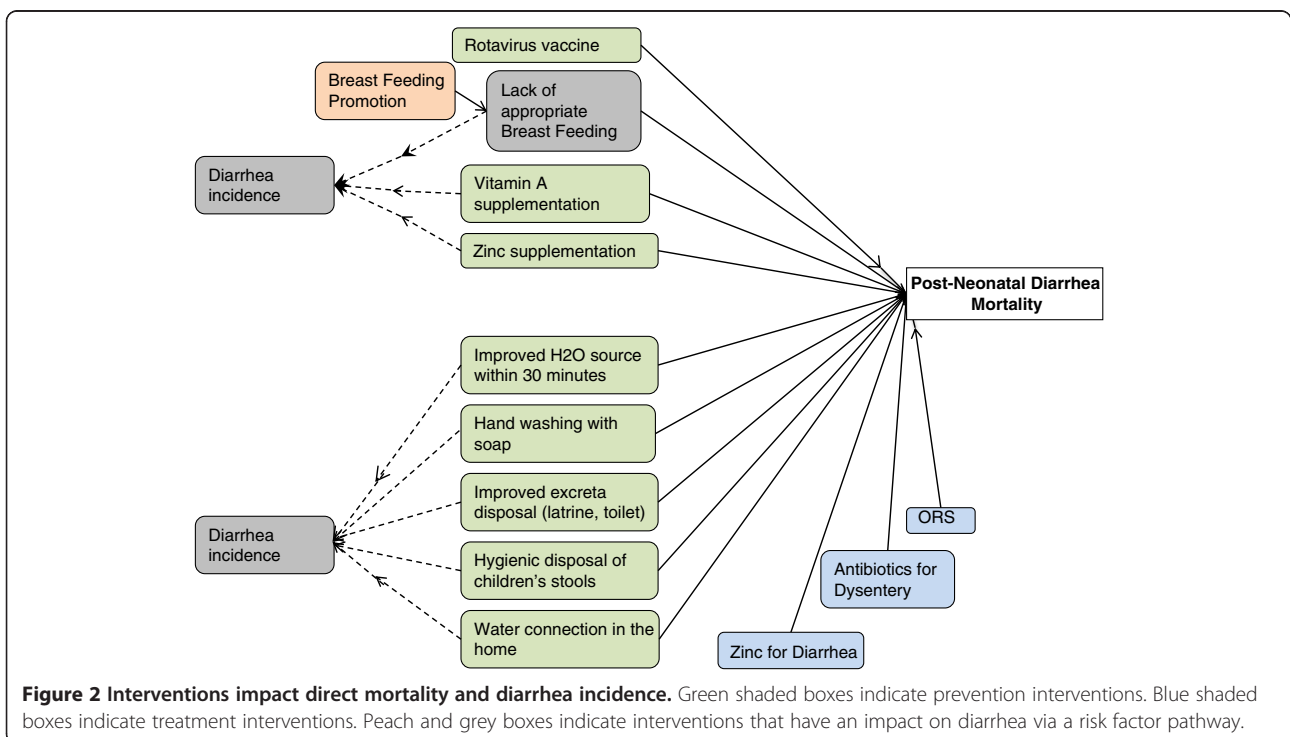 Rotavirus vaccine
Breast Feeding
Promotion
Lack of
appropriate
Breast Feeding
Diarrhea
incidence
Vitamin A
supplementation
Zinc supplementation
Post-Neonatal Diarrhea
Mortality
Improved H2O source
within 30 minutes
Hand washing with
soap
Improved excreta
disposal (latrine, toilet)
Diarrhea
incidence
Hygienic disposal of
children's stools
Water connection in the
home
ORS
Antibiotics for
Dysentery
Zinc for Diarrhea
Figure 2 Interventions impact direct mortality and diarrhea incidence. Green shaded boxes indicate prevention interventions. Blue shaded
boxes indicate treatment interventions. Peach and grey boxes indicate interventions that have an impact on diarrhea via a risk factor pathway.